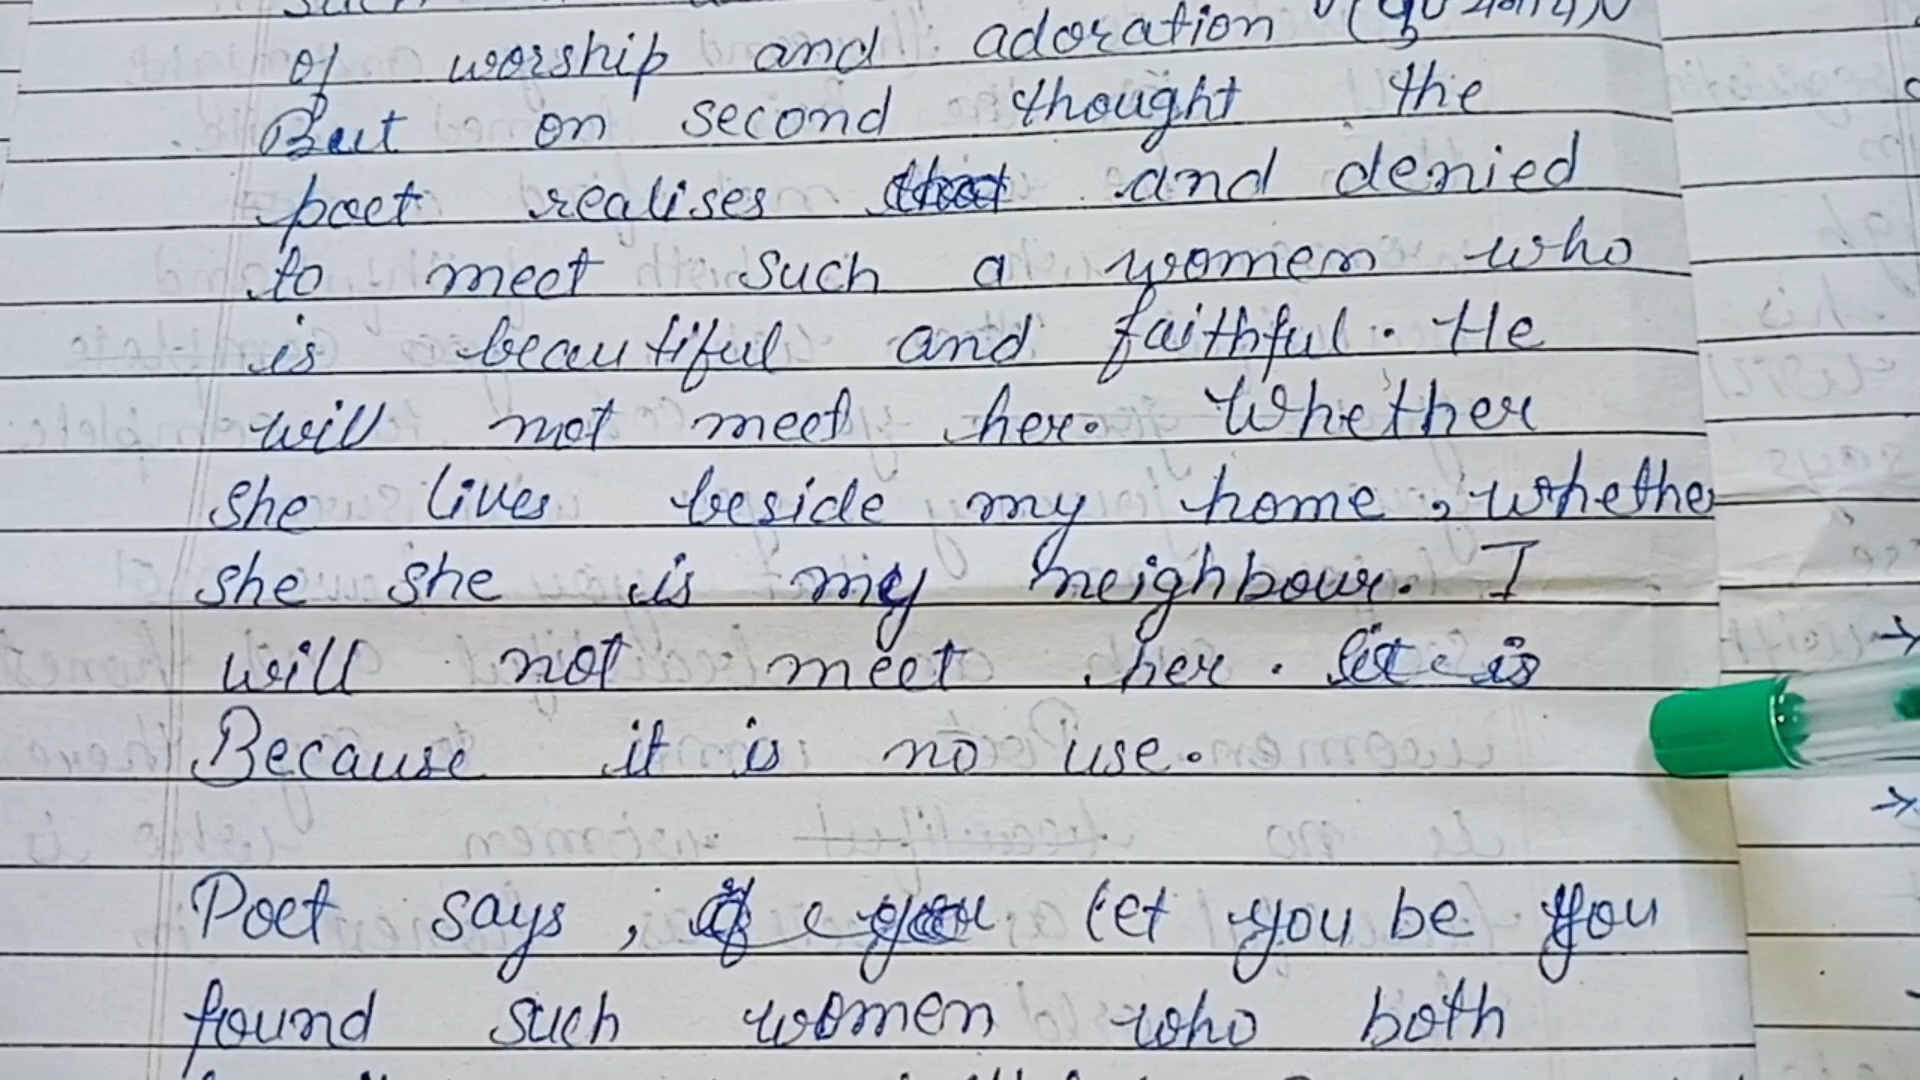 of worship and adoration
But on second thought the
poet realises and denied
to meet such a women who
is beautiful and faithful. He
will not meet her. Whether
she lives beside my home, whether
she she is my neighbour. I
will not meet her. it is
Because it is no use.
Poet says, let you be you
found such women who both